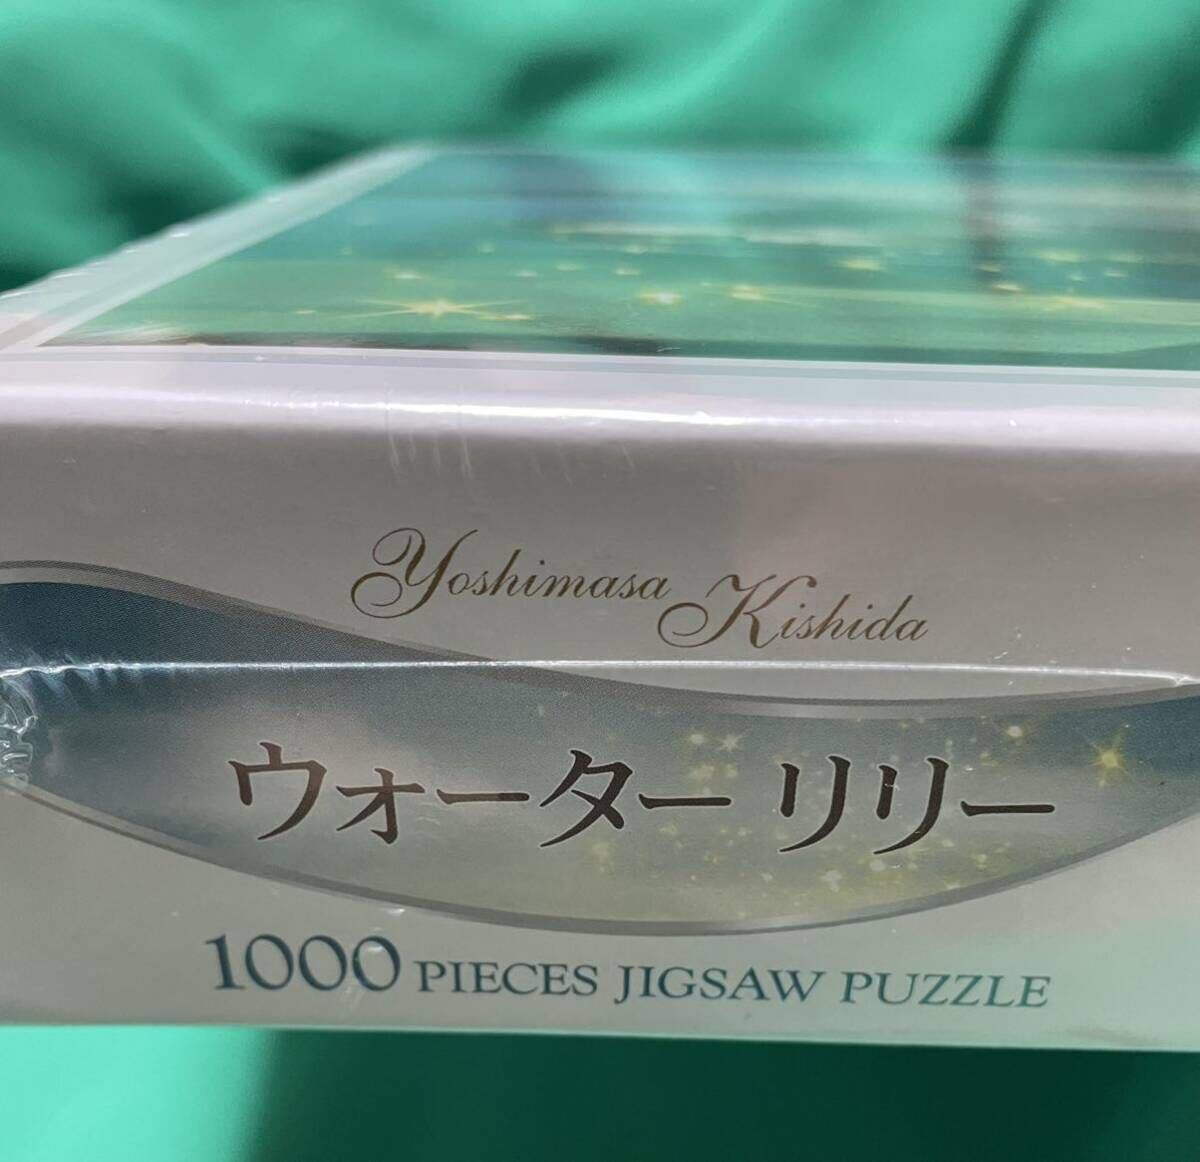 Yoshimasa Kishida
ウォーター リリー
1000 PIECES JIGSAW PUZZLE